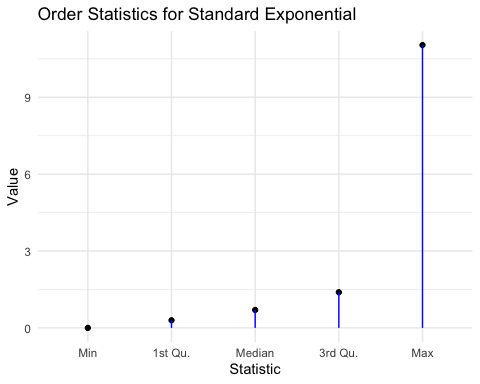 Order Statistics for Standard Exponential
Value
9
6
3
0
Min 1st Qu. Median 3rd Qu. Max
Statistic